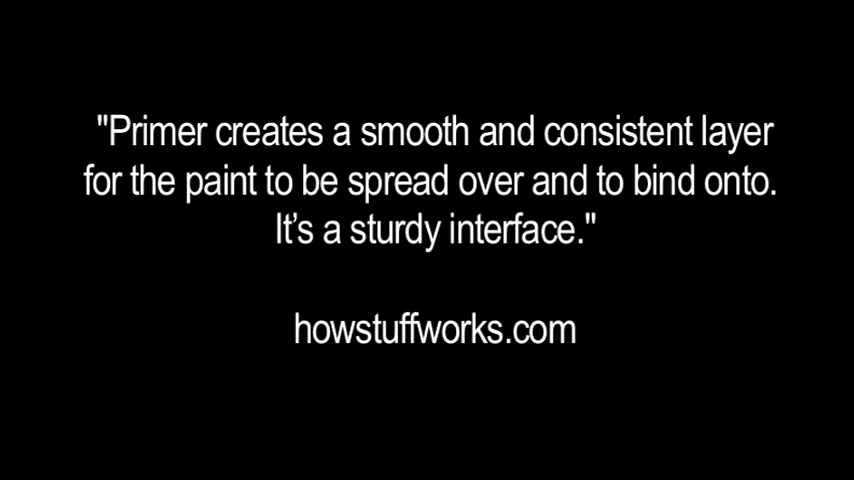 "Primer creates a smooth and consistent layer
for the paint to be spread over and to bind onto.
It’s a sturdy interface."
howstuffworks.com